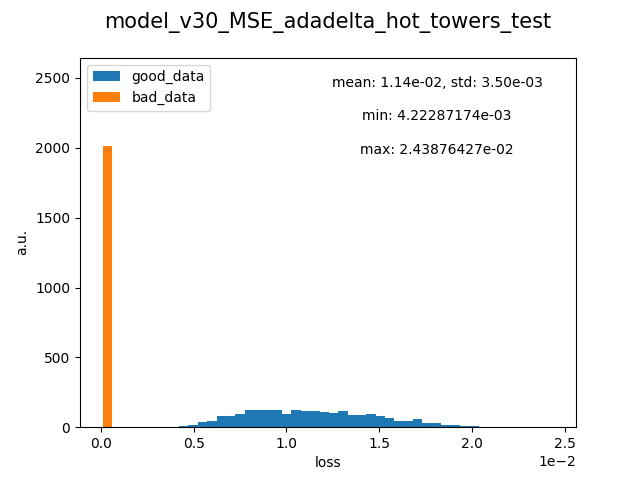 model_v30_MSE_adadelta_hot_towers_test
good_data
bad_data
mean: 1.14e-02, std: 3.50e-03
min: 4.22287174e-03
max: 2.43876427e-02
2500
2000
1500
1000
500
0
a.u.
0.0 0.5 1.0 1.5 2.0 2.5
1e−2
loss